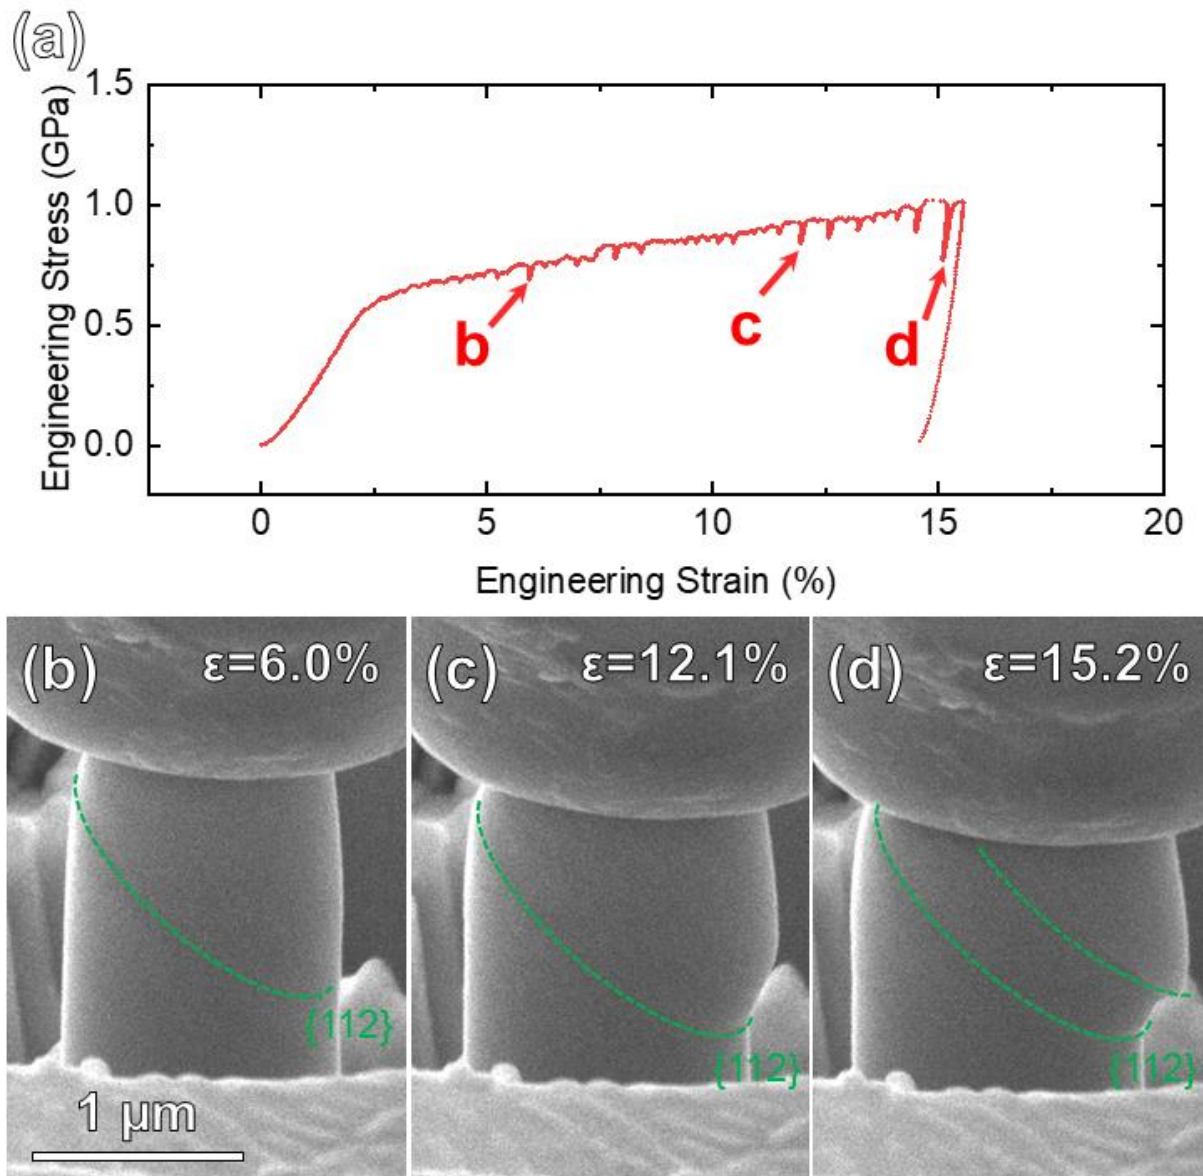 (a)
Engineering Stress (GPa)
1.5
1.0
0.5
0.0
b
c
d
0
5
10
15
20
Engineering Strain (%)
(b) ε=6.0%
{112}
1 μm
(c) ε=12.1%
{112}
(d) ε=15.2%
{112}